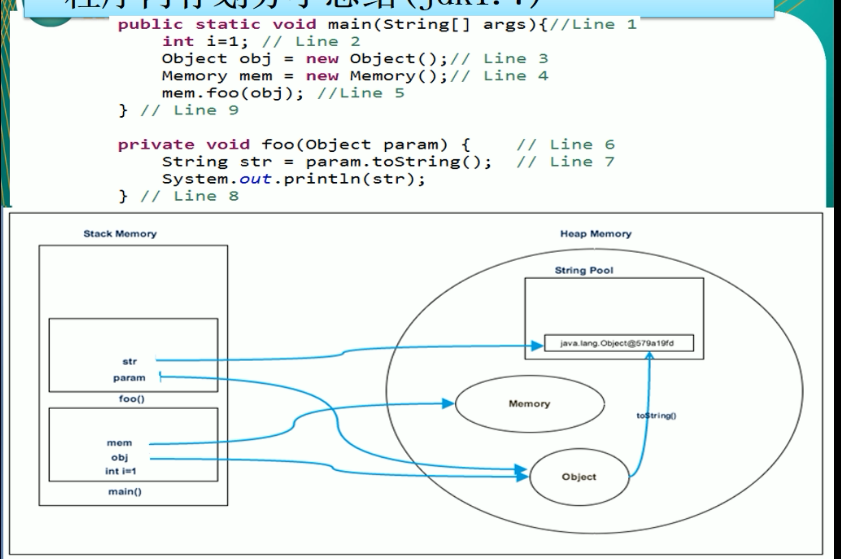 程序内存划分小总结(jdk1.7)
public static void main(String[] args){//Line 1
int i=1; // Line 2
Object obj = new Object();// Line 3
Memory mem = new Memory();// Line 4
mem.foo(obj); //Line 5
} // Line 9
private void foo(Object param) { // Line 6
String str = param.toString(); // Line 7
System.out.println(str);
} // Line 8
Stack Memory
Heap Memory
String Pool
java.lang.Object@579a19fd
str
param
foo()
Memory
toString()
mem
obj
int i=1
main()
Object